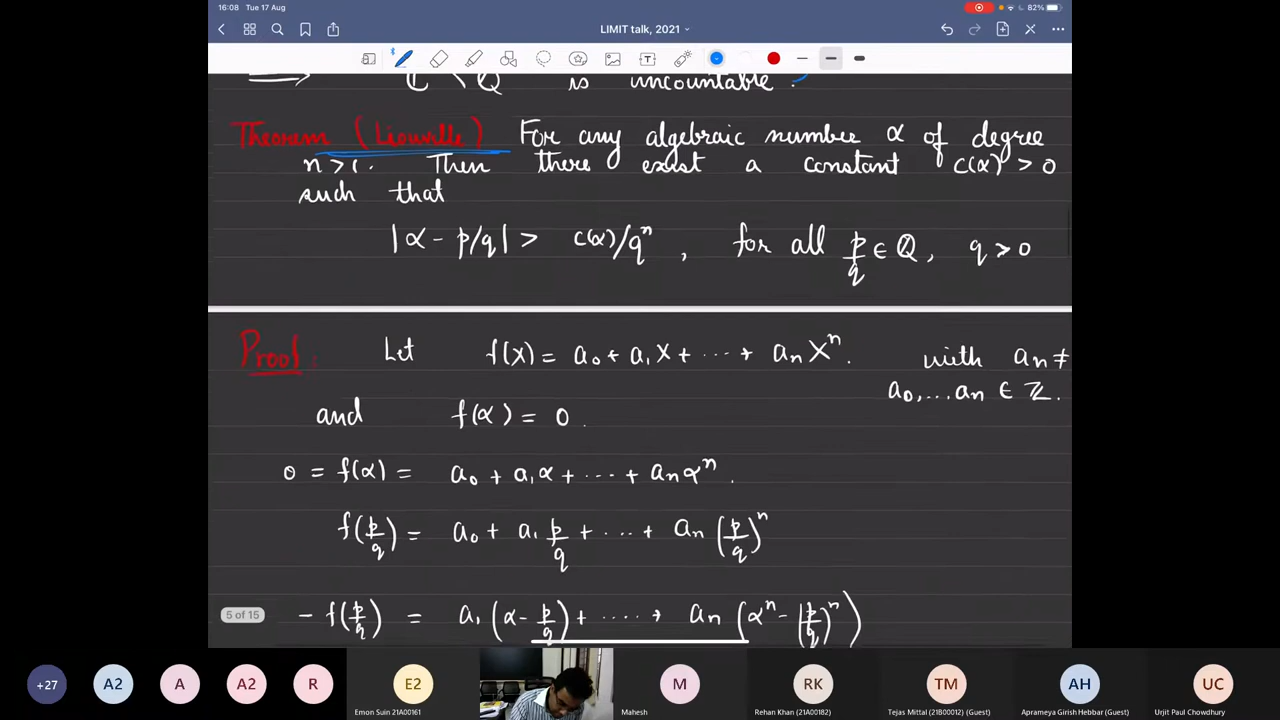 16:08 Tue 17 Aug
82%
LIMIT talk, 2021
⟹ ℂ \ ℚ is uncountable.
Theorem (Liouville) For any algebraic number α of degree
n>1. Then there exist a constant c(α) > 0
such that
|α - p/q| > c(α)/qⁿ, for all p/q ∈ ℚ, q > 0
Proof: Let f(X) = a₀ + a₁X + ⋯ + aₙXⁿ. with aₙ ≠
a₀,...aₙ ∈ ℤ.
and f(α) = 0.
0 = f(α) = a₀ + a₁α + ⋯ + aₙαⁿ.
f(p/q) = a₀ + a₁ p/q + ⋯ + aₙ (p/q)ⁿ
- f(p/q) = a₁(α - p/q) + ⋯ + aₙ(αⁿ - (p/q)ⁿ)
5 of 15
+27
A2
A
A2
R
E2
M
RK
TM
AH
UC
Emon Suin 21A00161
Mahesh
Rehan Khan (21A00182)
Tejas Mittal (21B00012) (Guest)
Aprameya Girish Hebbar (Guest)
Urjit Paul Chowdhury